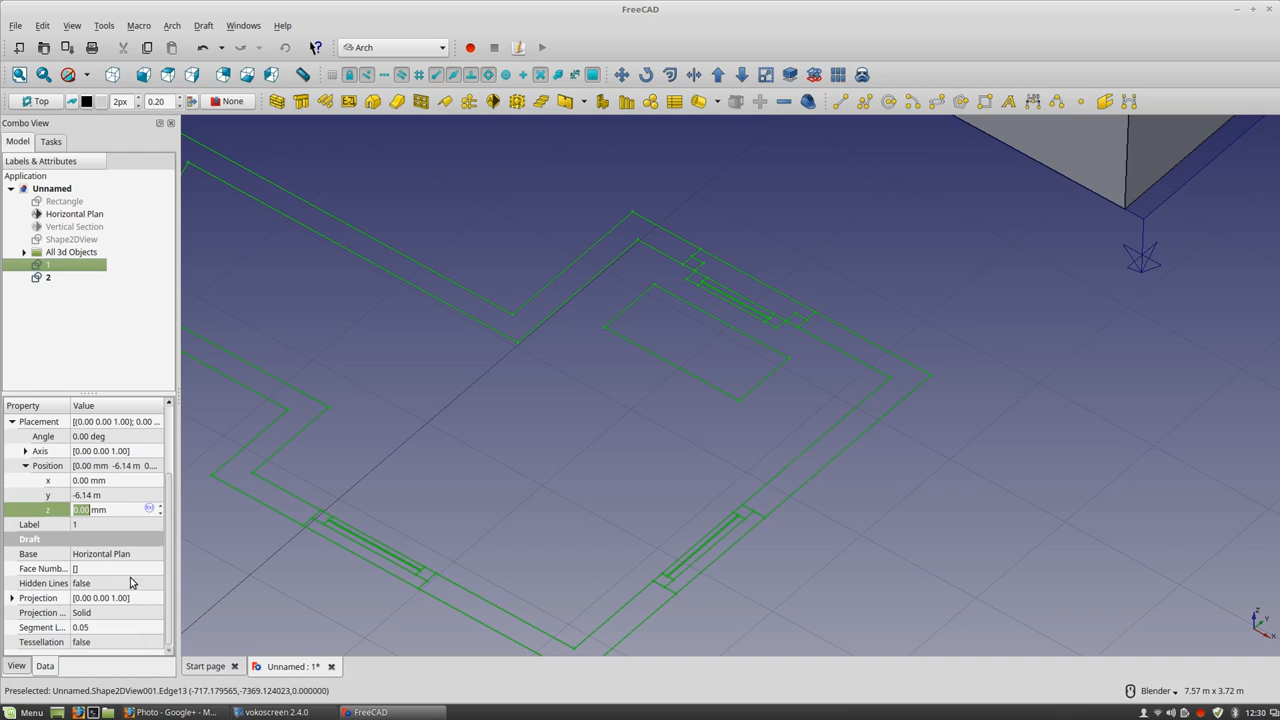 FreeCAD
File Edit View Tools Macro Arch Draft Windows Help
Arch
Top 2px 0.20 None
Combo View
Model Tasks
Labels & Attributes
Application
Unnamed
Rectangle
Horizontal Plan
Vertical Section
Shape2DView
All 3d Objects
1
2
Property Value
Placement [(0.00 0.00 1.00); 0.00 ...
Angle 0.00 deg
Axis [0.00 0.00 1.00]
Position [0.00 mm -6.14 m 0....
x 0.00 mm
y -6.14 m
z 0.00 mm
Label 1
Draft
Base Horizontal Plan
Face Numb... []
Hidden Lines false
Projection [0.00 0.00 1.00]
Projection ... Solid
Segment L... 0.05
Tessellation false
View Data
Start page Unnamed : 1*
Z
Y
X
Preselected: Unnamed.Shape2DView001.Edge13 (-717.179565,-7369.124023,0.000000)
Blender 7.57 m x 3.72 m
Menu Photo - Google+ - M... vokoscreen 2.4.0 FreeCAD 12:30